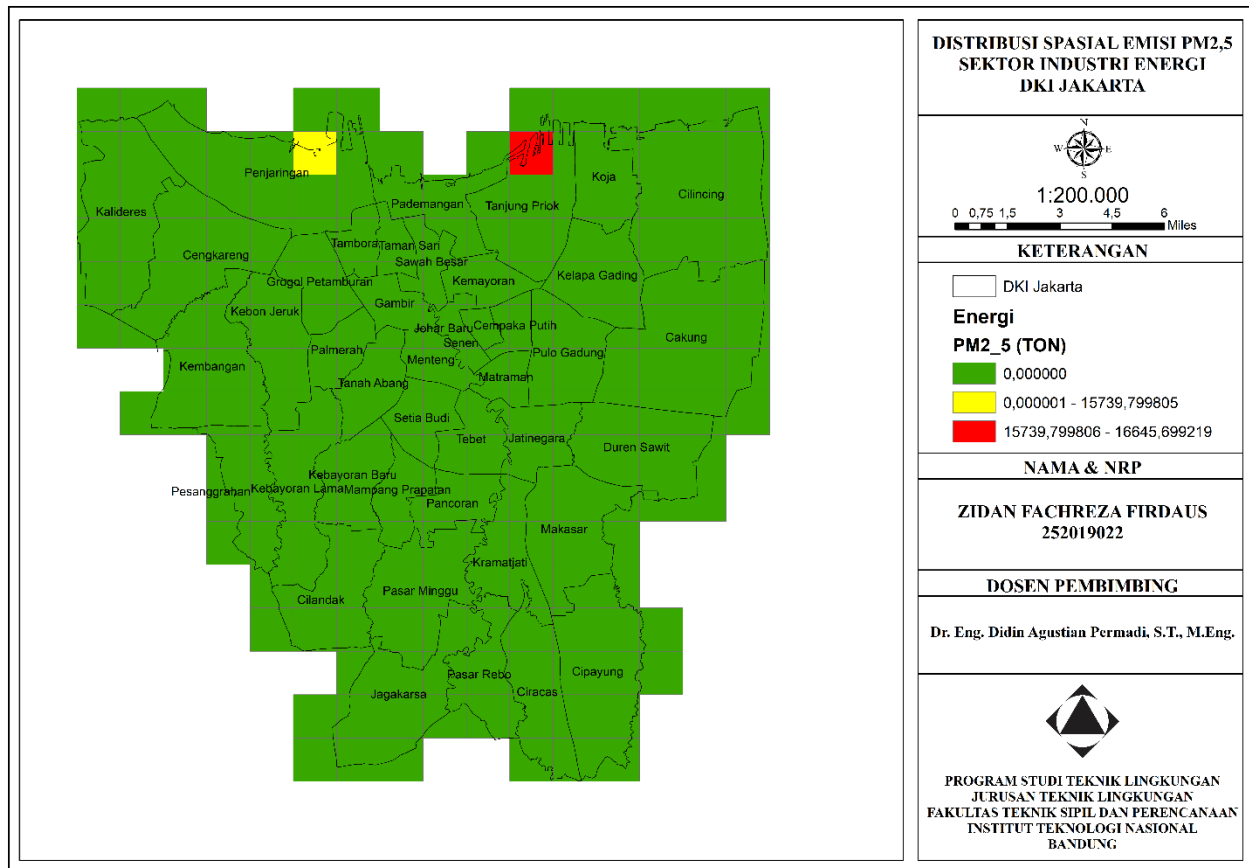 DISTRIBUSI SPASIAL EMISI PM2,5
SEKTOR INDUSTRI ENERGI
DKI JAKARTA
N
W E
S
1:200.000
0 0,75 1,5 3 4,5 6
Miles
KETERANGAN
DKI Jakarta
Energi
PM2_5 (TON)
0,000000
0,000001 - 15739,799805
15739,799806 - 16645,699219
NAMA & NRP
ZIDAN FACHREZA FIRDAUS
252019022
DOSEN PEMBIMBING
Dr. Eng. Didin Agustian Permadi, S.T., M.Eng.
PROGRAM STUDI TEKNIK LINGKUNGAN
JURUSAN TEKNIK LINGKUNGAN
FAKULTAS TEKNIK SIPIL DAN PERENCANAAN
INSTITUT TEKNOLOGI NASIONAL
BANDUNG
Penjaringan
Koja
Cilincing
Kalideres
Pademangan
Tanjung Priok
Tambora
Taman Sari
Cengkareng
Sawah Besar
Kelapa Gading
Grogol Petamburan
Kemayoran
Kebon Jeruk
Gambir
Johar Baru
Cempaka Putih
Senen
Cakung
Palmerah
Menteng
Pulo Gadung
Kembangan
Tanah Abang
Matraman
Setia Budi
Tebet
Jatinegara
Duren Sawit
Kebayoran Baru
Pesanggrahan
Kebayoran Lama
Mampang Prapatan
Pancoran
Makasar
Kramatjati
Cilandak
Pasar Minggu
Pasar Rebo
Cipayung
Jagakarsa
Ciracas